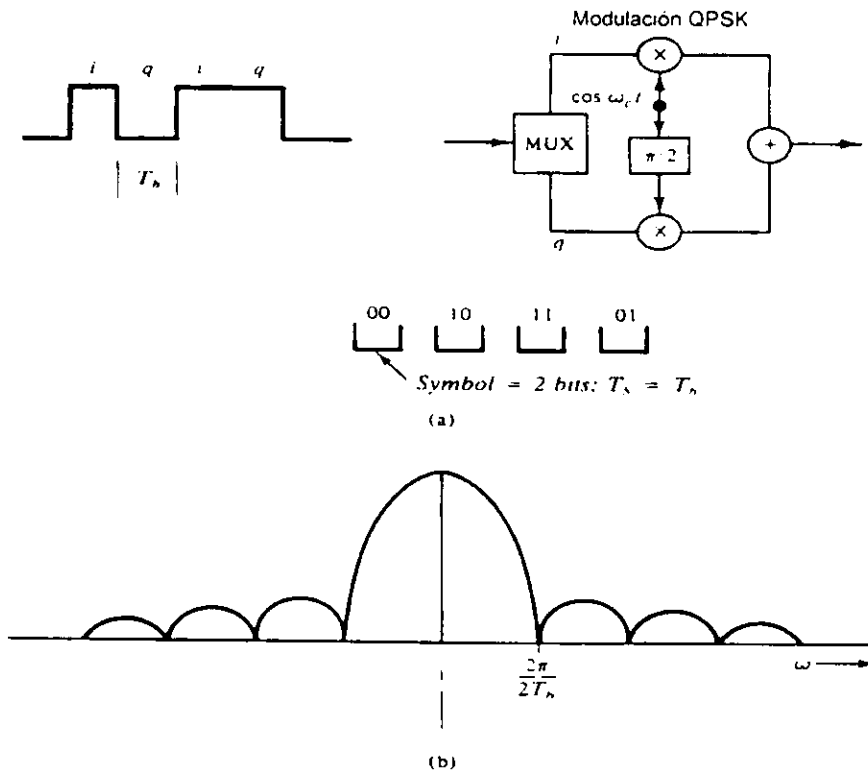 Modulación QPSK
i q i q
T_b
i
cos ω_c t
MUX
π/2
q
00 10 11 01
Symbol = 2 bits: T_s = T_b
(a)
2π
2T_b
ω
(b)